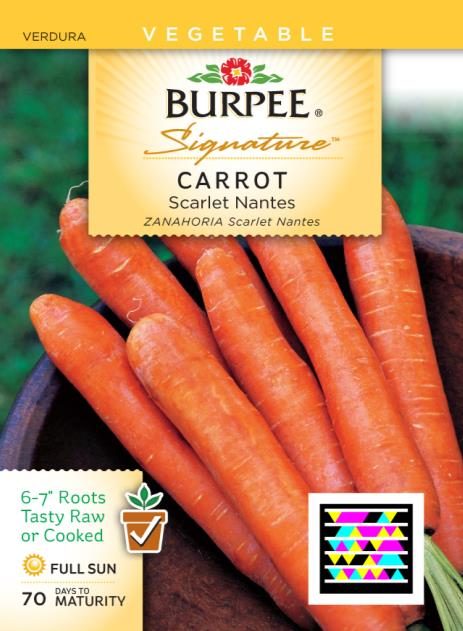 VERDURA
VEGETABLE
BURPEE®
Signature™
CARROT
Scarlet Nantes
ZANAHORIA Scarlet Nantes
6-7" Roots
Tasty Raw
or Cooked
FULL SUN
70 DAYS TO MATURITY